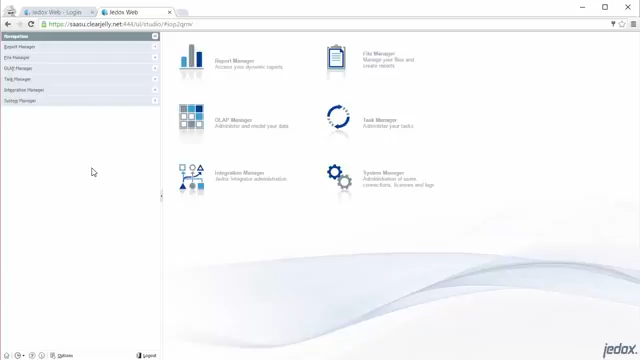 Jedox Web - Login
Jedox Web
https://saasu.clearjelly.net:444/ui/studio/#iop2qrnv
Navigation
Report Manager
File Manager
OLAP Manager
Task Manager
Integration Manager
System Manager
Report Manager
Access your dynamic reports
File Manager
Manage your files and
create reports
OLAP Manager
Administer and model your data
Task Manager
Administer your tasks
Integration Manager
Jedox Integrator administration.
System Manager
Administration of users,
connections, licenses and logs
Options
Logout
jedox.